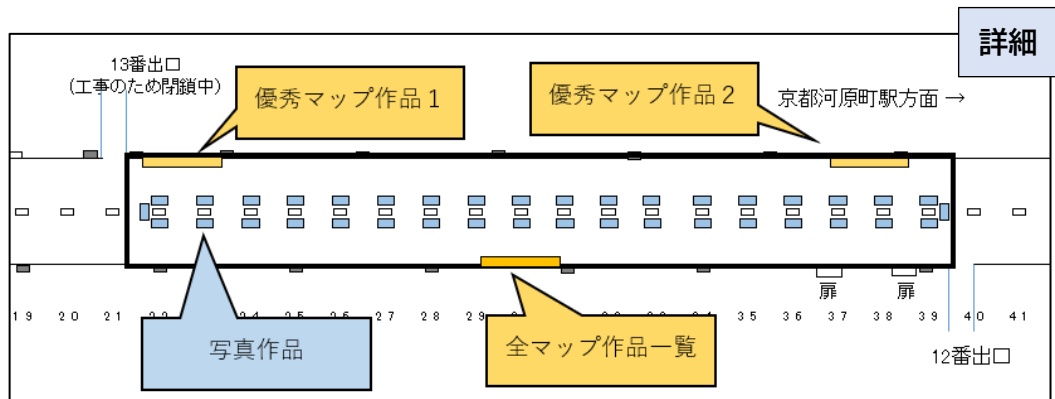 詳細
13番出口
(工事のため閉鎖中)
優秀マップ作品１
優秀マップ作品２
京都河原町駅方面 →
扉
扉
19 20 21 24 27 28 34 35 36 37 38 39 40 41
写真作品
全マップ作品一覧
12番出口